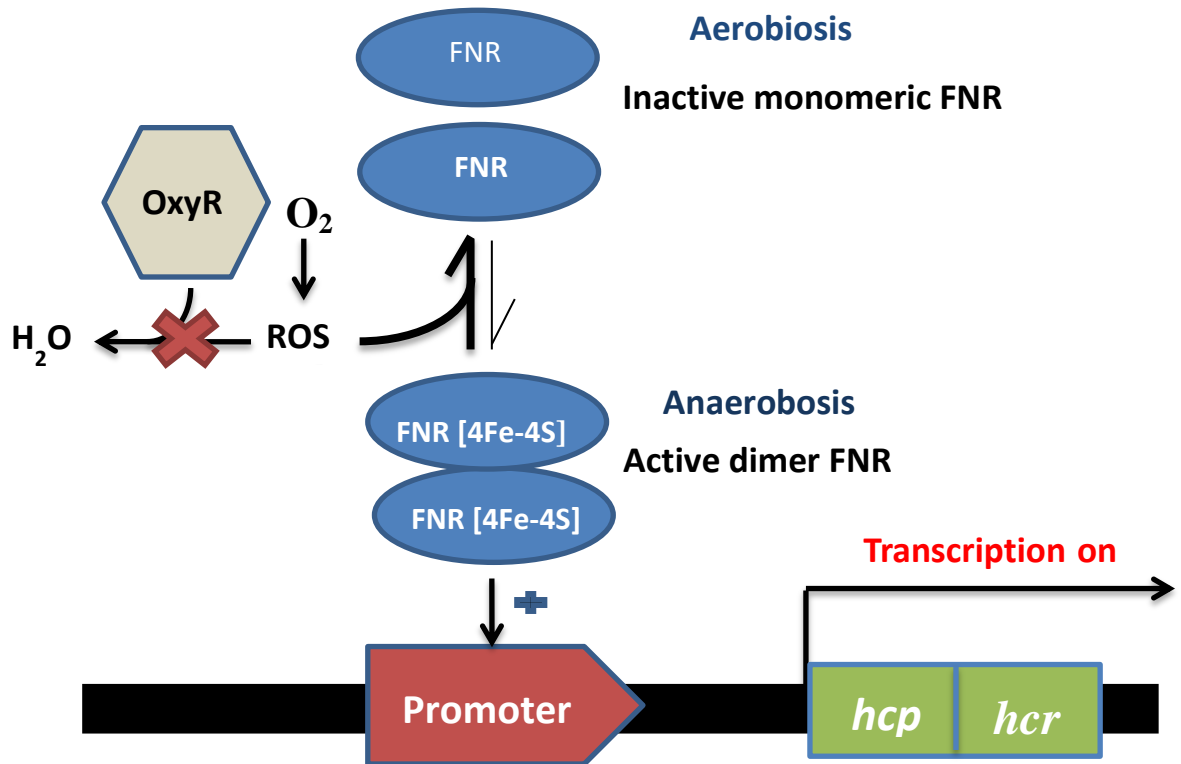 FNR
Aerobiosis
Inactive monomeric FNR
FNR
OxyR
O₂
H₂O
ROS
Anaerobosis
FNR [4Fe-4S]
Active dimer FNR
FNR [4Fe-4S]
Transcription on
Promoter
hcp
hcr